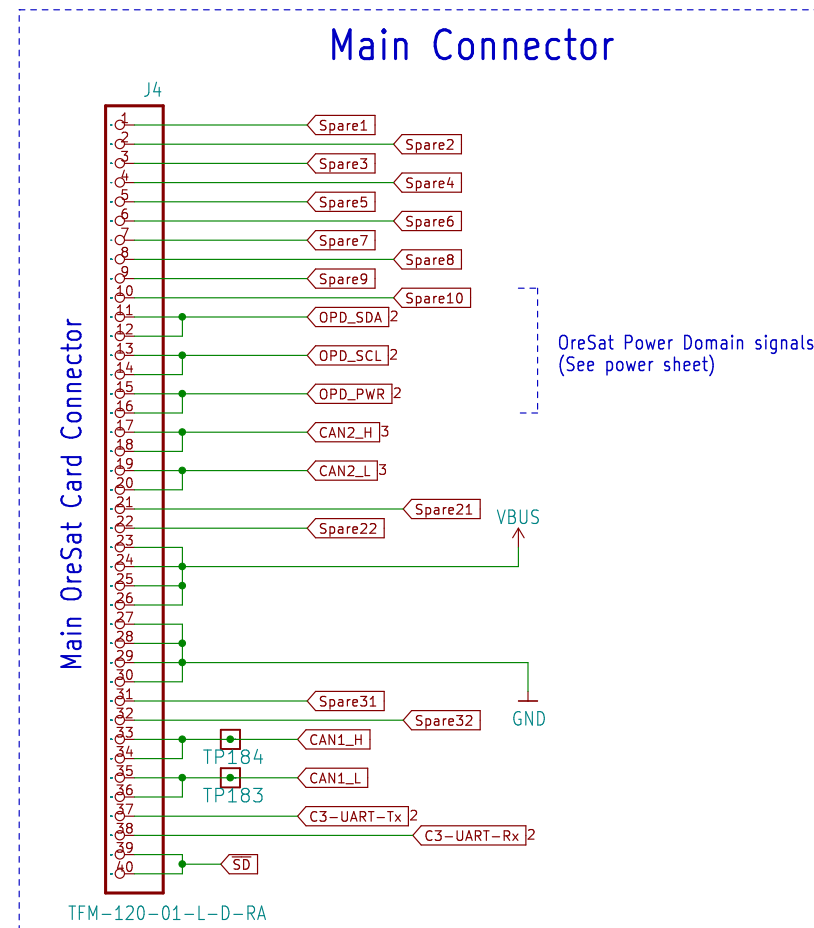 Main Connector
J4
1 Spare1
2 Spare2
3 Spare3
4 Spare4
5 Spare5
6 Spare6
7 Spare7
8 Spare8
9 Spare9
10 Spare10
11 OPD_SDA 2
12
13 OPD_SCL 2
14
15 OPD_PWR 2
16
17 CAN2_H 3
18
19 CAN2_L 3
20
21 Spare21
22 Spare22
23
24
25
26
27
28
29
30
31 Spare31
32 Spare32
33 CAN1_H
34
35 CAN1_L
36
37 C3-UART-Tx 2
38 C3-UART-Rx 2
39
SD
40
TFM-120-01-L-D-RA
Main OreSat Card Connector
OreSat Power Domain signals
(See power sheet)
VBUS
GND
TP184
TP183